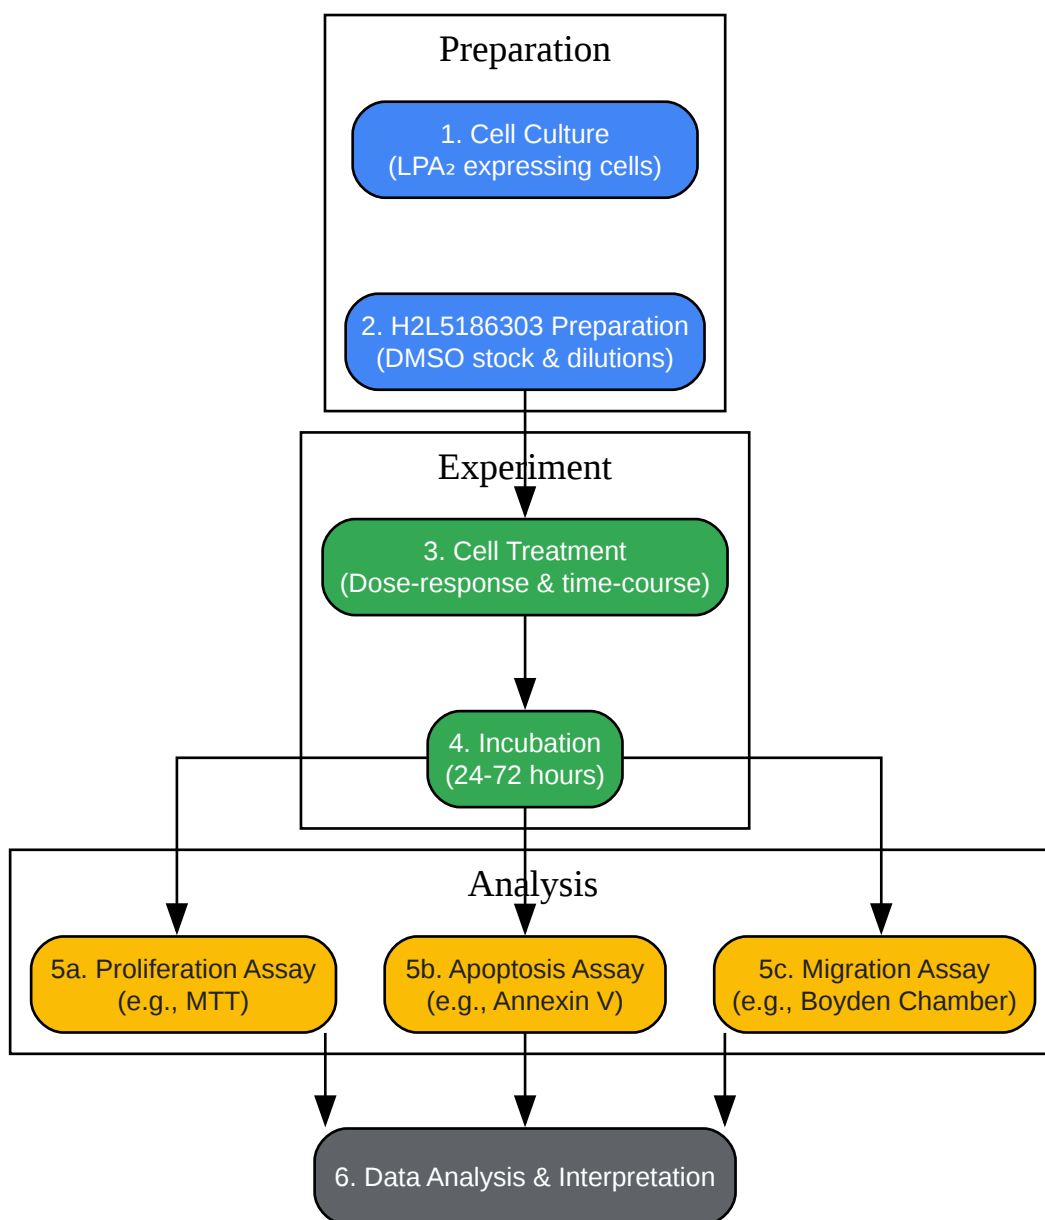 Preparation
1. Cell Culture
(LPA₂ expressing cells)
2. H2L5186303 Preparation
(DMSO stock & dilutions)
Experiment
3. Cell Treatment
(Dose-response & time-course)
4. Incubation
(24-72 hours)
Analysis
5a. Proliferation Assay
(e.g., MTT)
5b. Apoptosis Assay
(e.g., Annexin V)
5c. Migration Assay
(e.g., Boyden Chamber)
6. Data Analysis & Interpretation